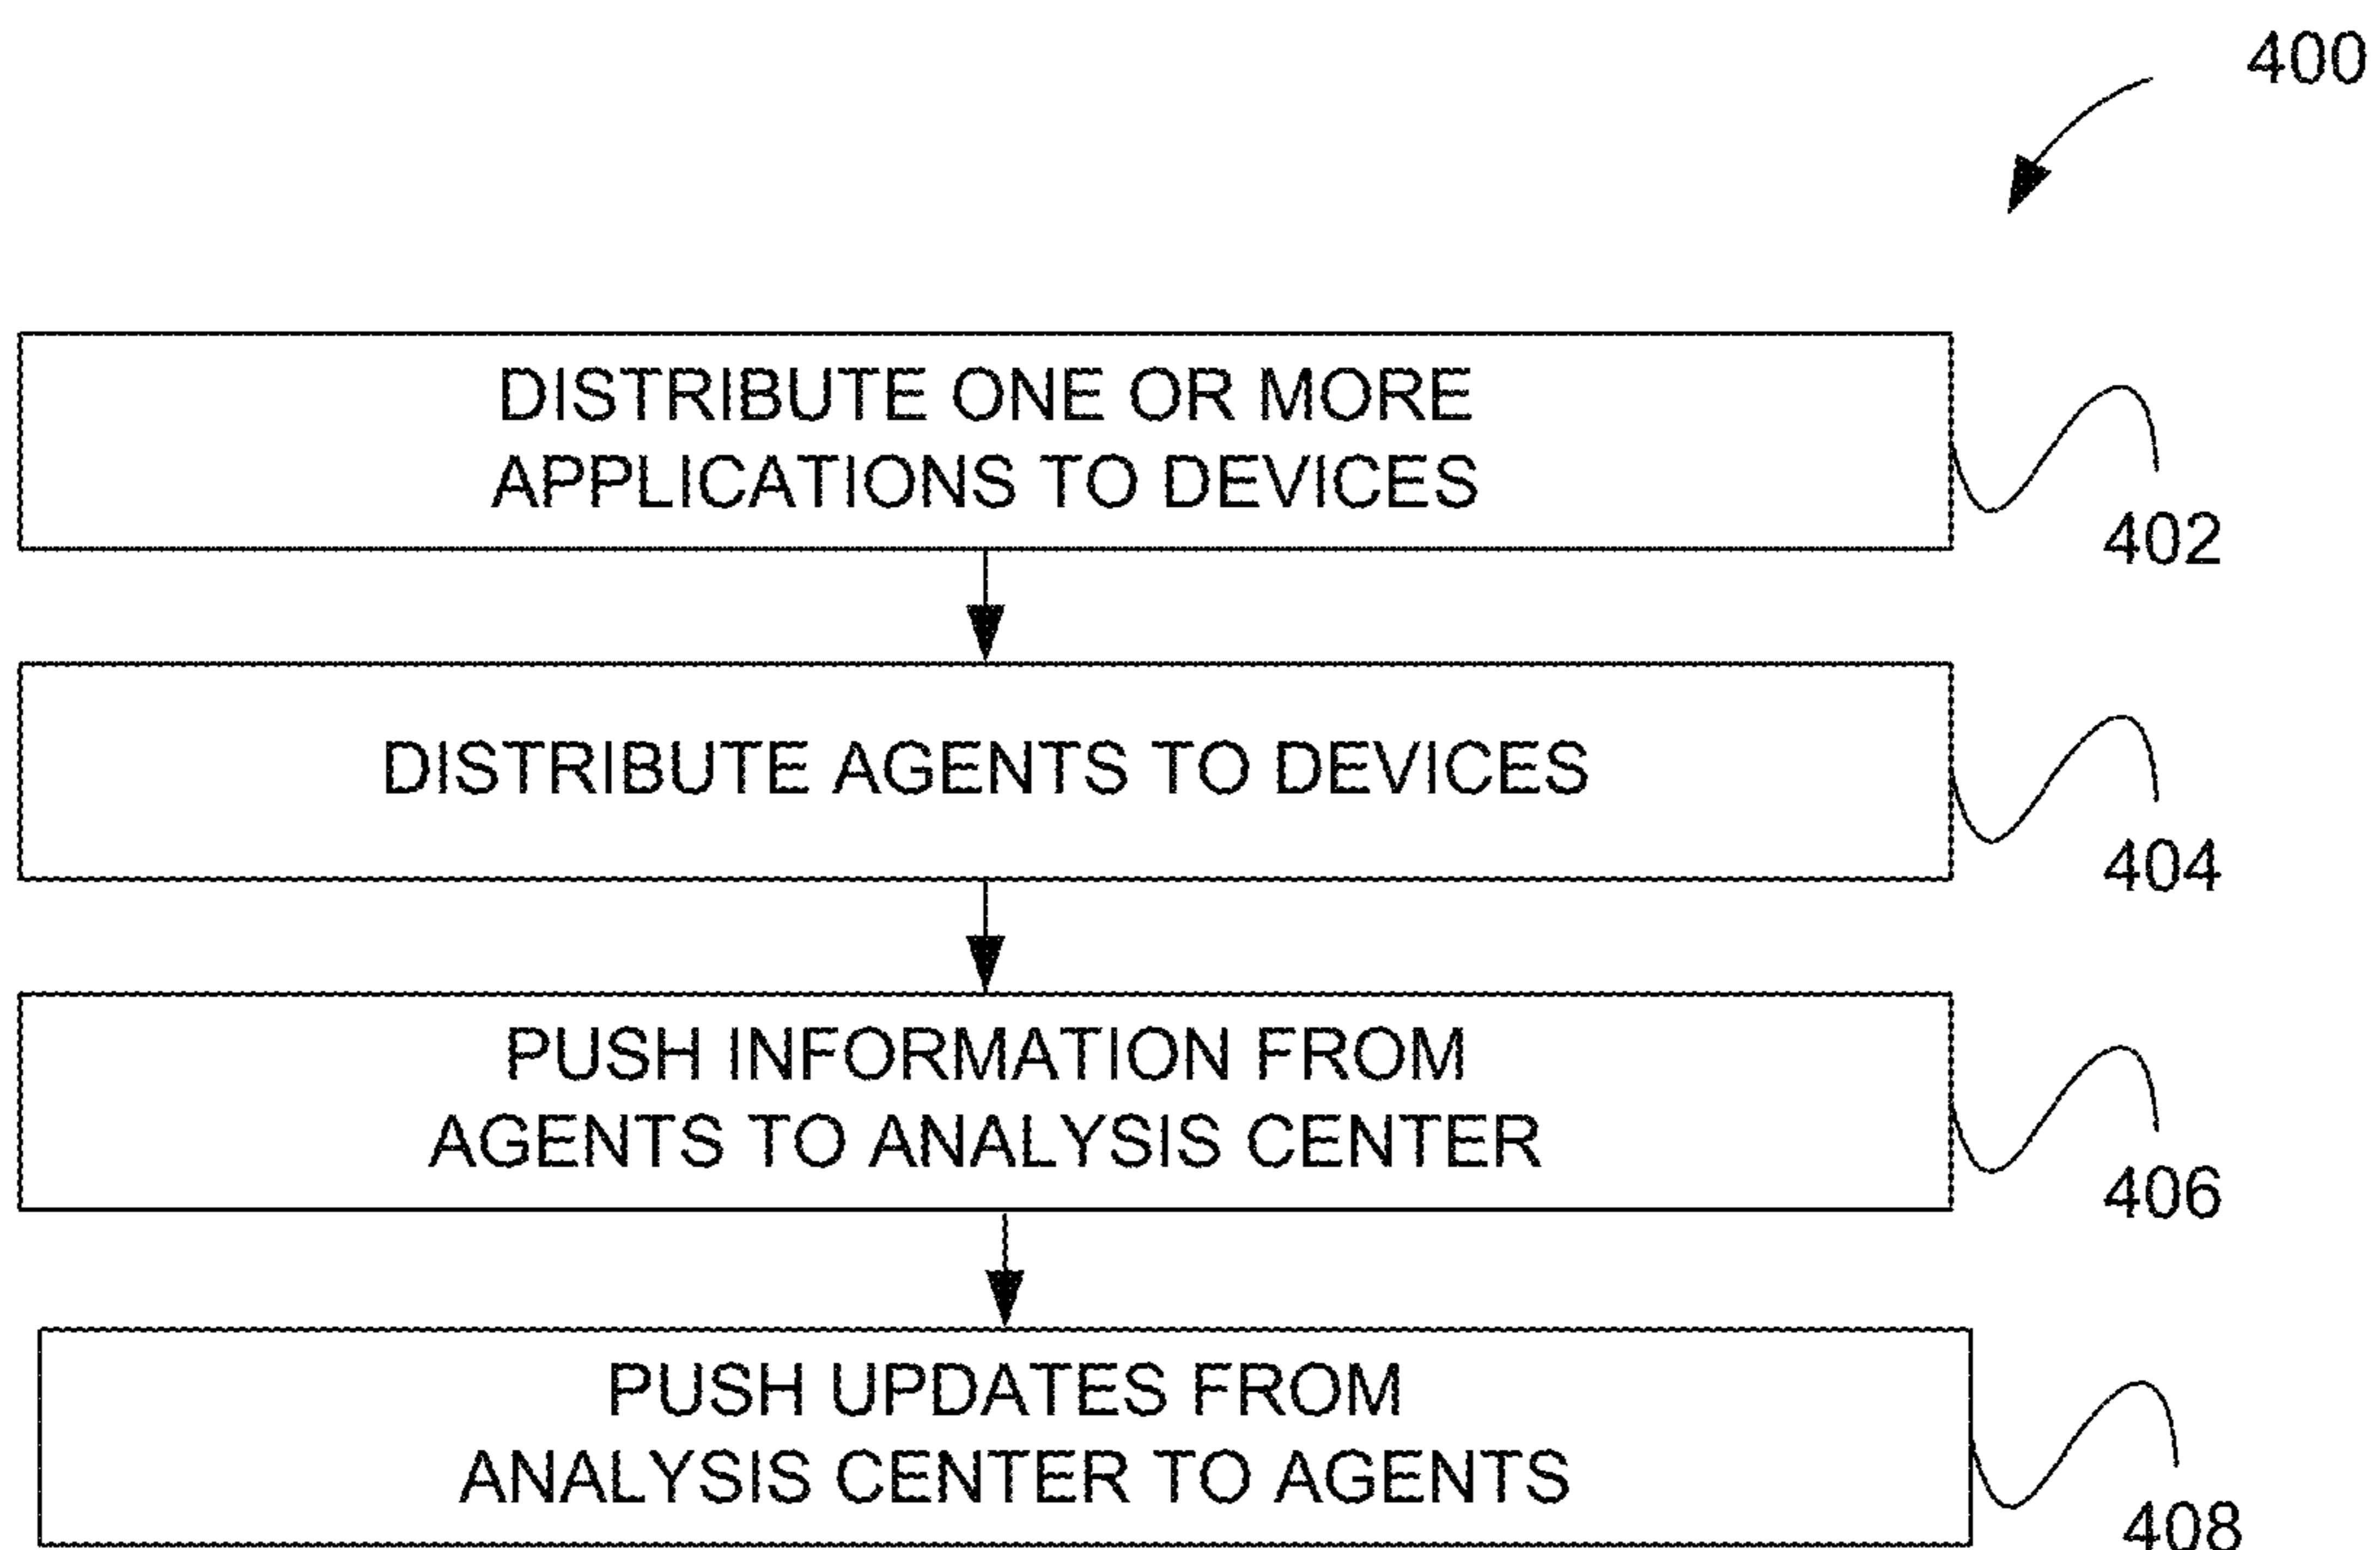 400
DISTRIBUTE ONE OR MORE
APPLICATIONS TO DEVICES
402
DISTRIBUTE AGENTS TO DEVICES
404
PUSH INFORMATION FROM
AGENTS TO ANALYSIS CENTER
406
PUSH UPDATES FROM
ANALYSIS CENTER TO AGENTS
408